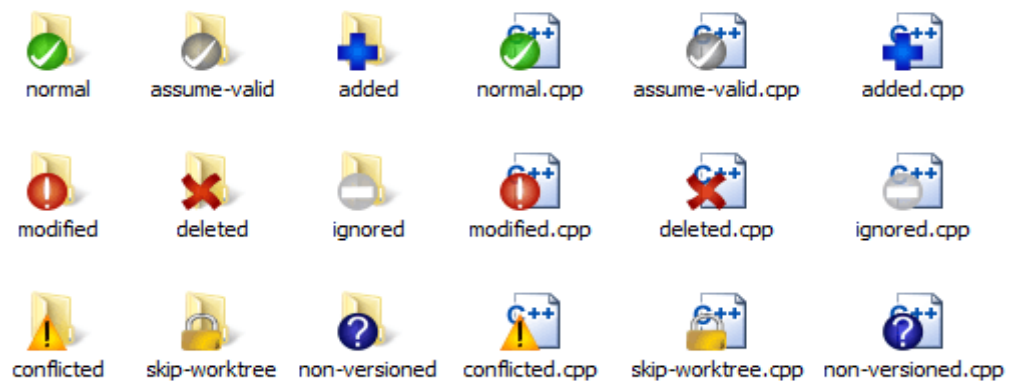 C++ C++ C++
normal assume-valid added normal.cpp assume-valid.cpp added.cpp
C++ C++ C++
modified deleted ignored modified.cpp deleted.cpp ignored.cpp
C++ C++ C++
conflicted skip-worktree non-versioned conflicted.cpp skip-worktree.cpp non-versioned.cpp